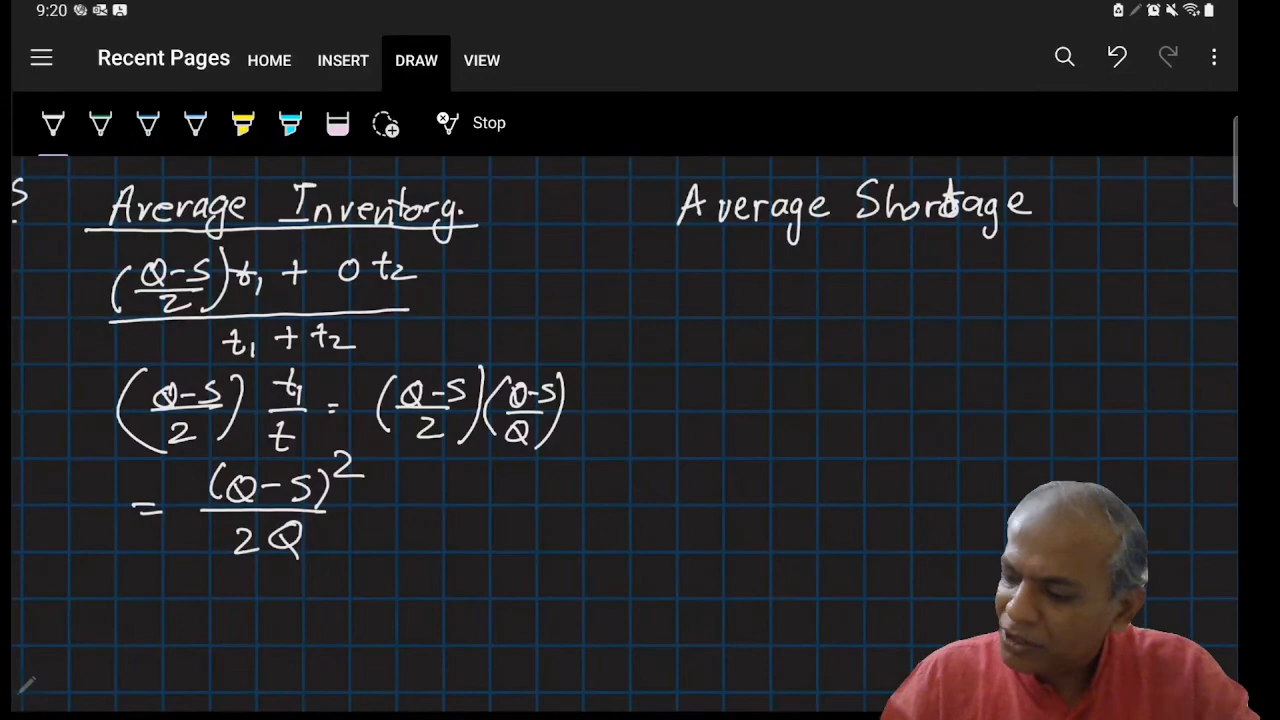 9:20
Recent Pages HOME INSERT DRAW VIEW
Stop
S Average Inventory. Average Shortage
((Q-S)/2) t₁ + 0 t₂
t₁ + t₂
((Q-S)/2) t₁/t = ((Q-S)/2)((Q-S)/Q)
= (Q-S)²
2Q